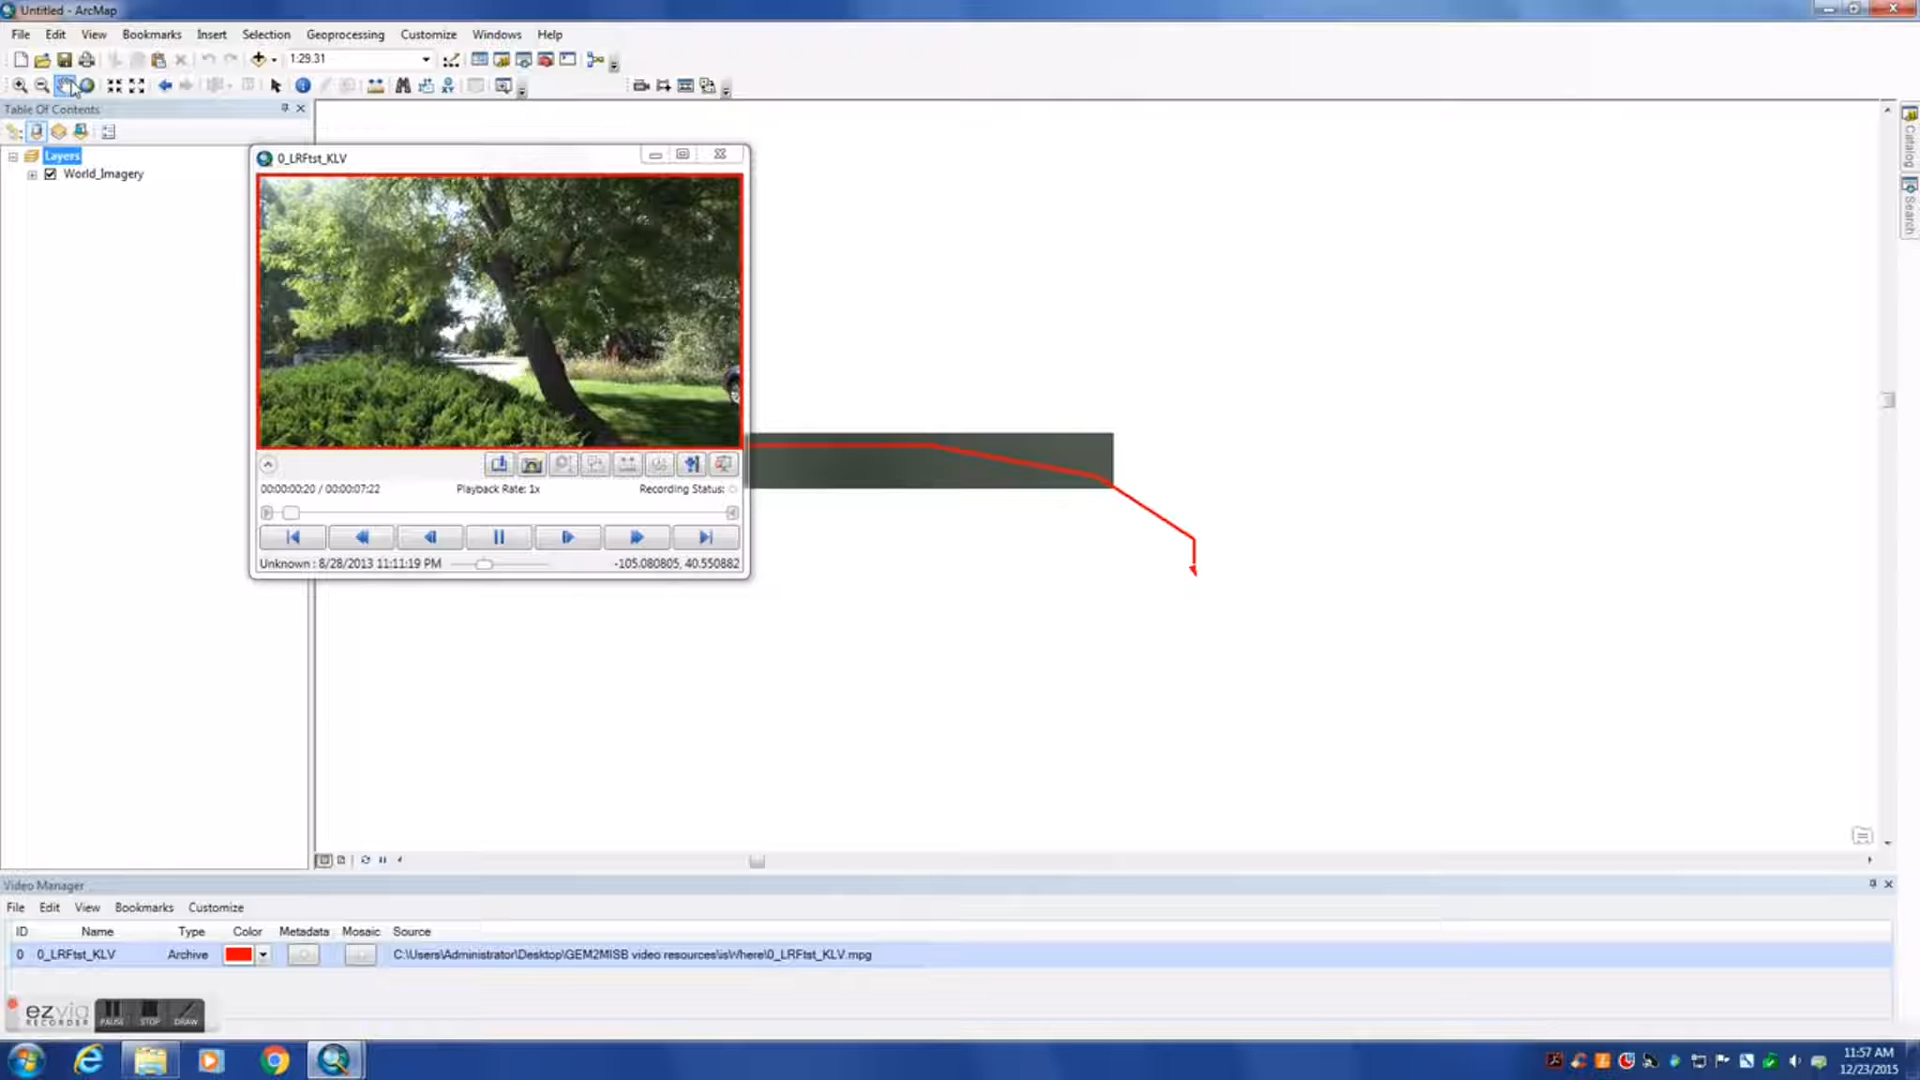 Untitled - ArcMap
File Edit View Bookmarks Insert Selection Geoprocessing Customize Windows Help
1:29.31
Table Of Contents
Layers
World_Imagery
0_LRFtst_KLV
00:00:00:20 / 00:00:07:22 Playback Rate: 1x Recording Status:
Unknown : 8/28/2013 11:11:19 PM -105.080805, 40.550882
Catalog
Search
Video Manager
File Edit View Bookmarks Customize
ID Name Type Color Metadata Mosaic Source
0 0_LRFtst_KLV Archive C:\Users\Administrator\Desktop\GEM2MISB video resources\isWhere\0_LRFtst_KLV.mpg
ezvid
RECORDER
PAUSE STOP DRAW
11:57 AM
12/23/2015